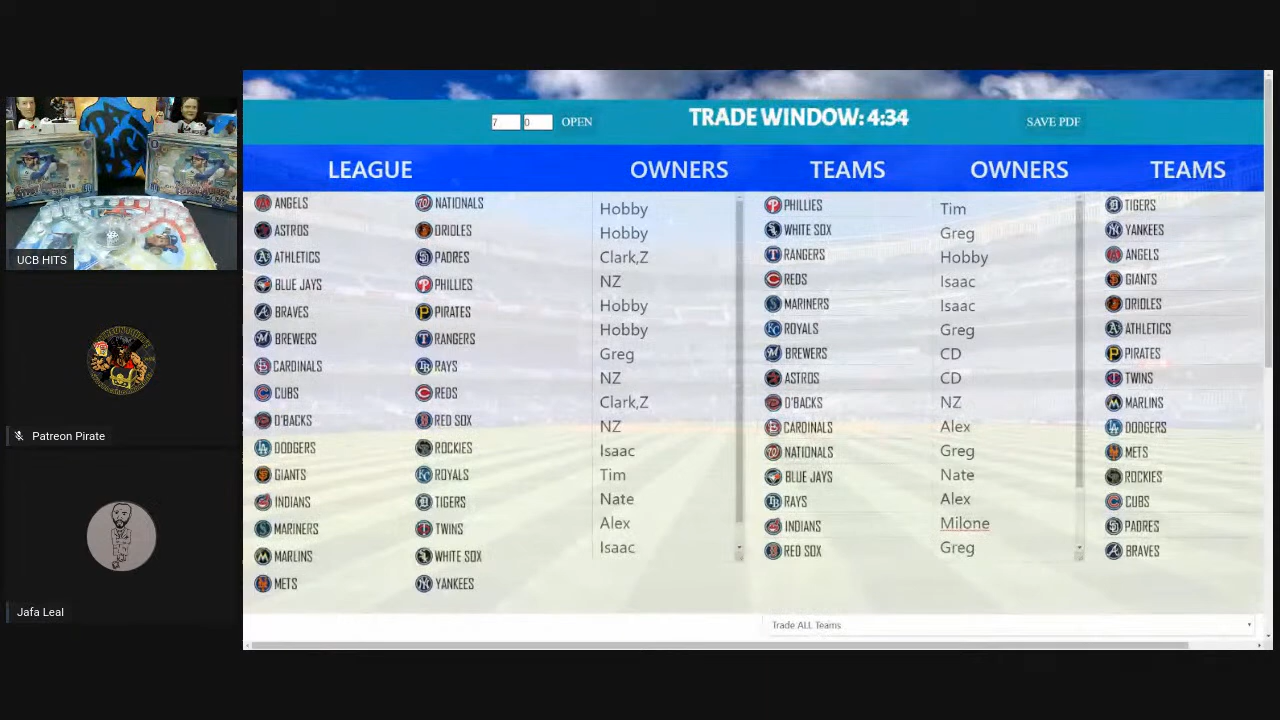 TRADE WINDOW: 4:34
7 0 OPEN
SAVE PDF
LEAGUE OWNERS TEAMS OWNERS TEAMS
ANGELS NATIONALS
ASTROS ORIOLES
ATHLETICS PADRES
BLUE JAYS PHILLIES
BRAVES PIRATES
BREWERS RANGERS
CARDINALS RAYS
CUBS REDS
D'BACKS RED SOX
DODGERS ROCKIES
GIANTS ROYALS
INDIANS TIGERS
MARINERS TWINS
MARLINS WHITE SOX
METS YANKEES
Hobby PHILLIES Tim TIGERS
Hobby WHITE SOX Greg YANKEES
Clark,Z RANGERS Hobby ANGELS
NZ REDS Isaac GIANTS
Hobby MARINERS Isaac ORIOLES
Hobby ROYALS Greg ATHLETICS
Greg BREWERS CD PIRATES
NZ ASTROS CD TWINS
Clark,Z D'BACKS NZ MARLINS
NZ CARDINALS Alex DODGERS
Isaac NATIONALS Greg METS
Tim BLUE JAYS Nate ROCKIES
Nate RAYS Alex CUBS
Alex INDIANS Milone PADRES
Isaac RED SOX Greg BRAVES
Trade ALL Teams
UCB HITS
Patreon Pirate
Jafa Leal